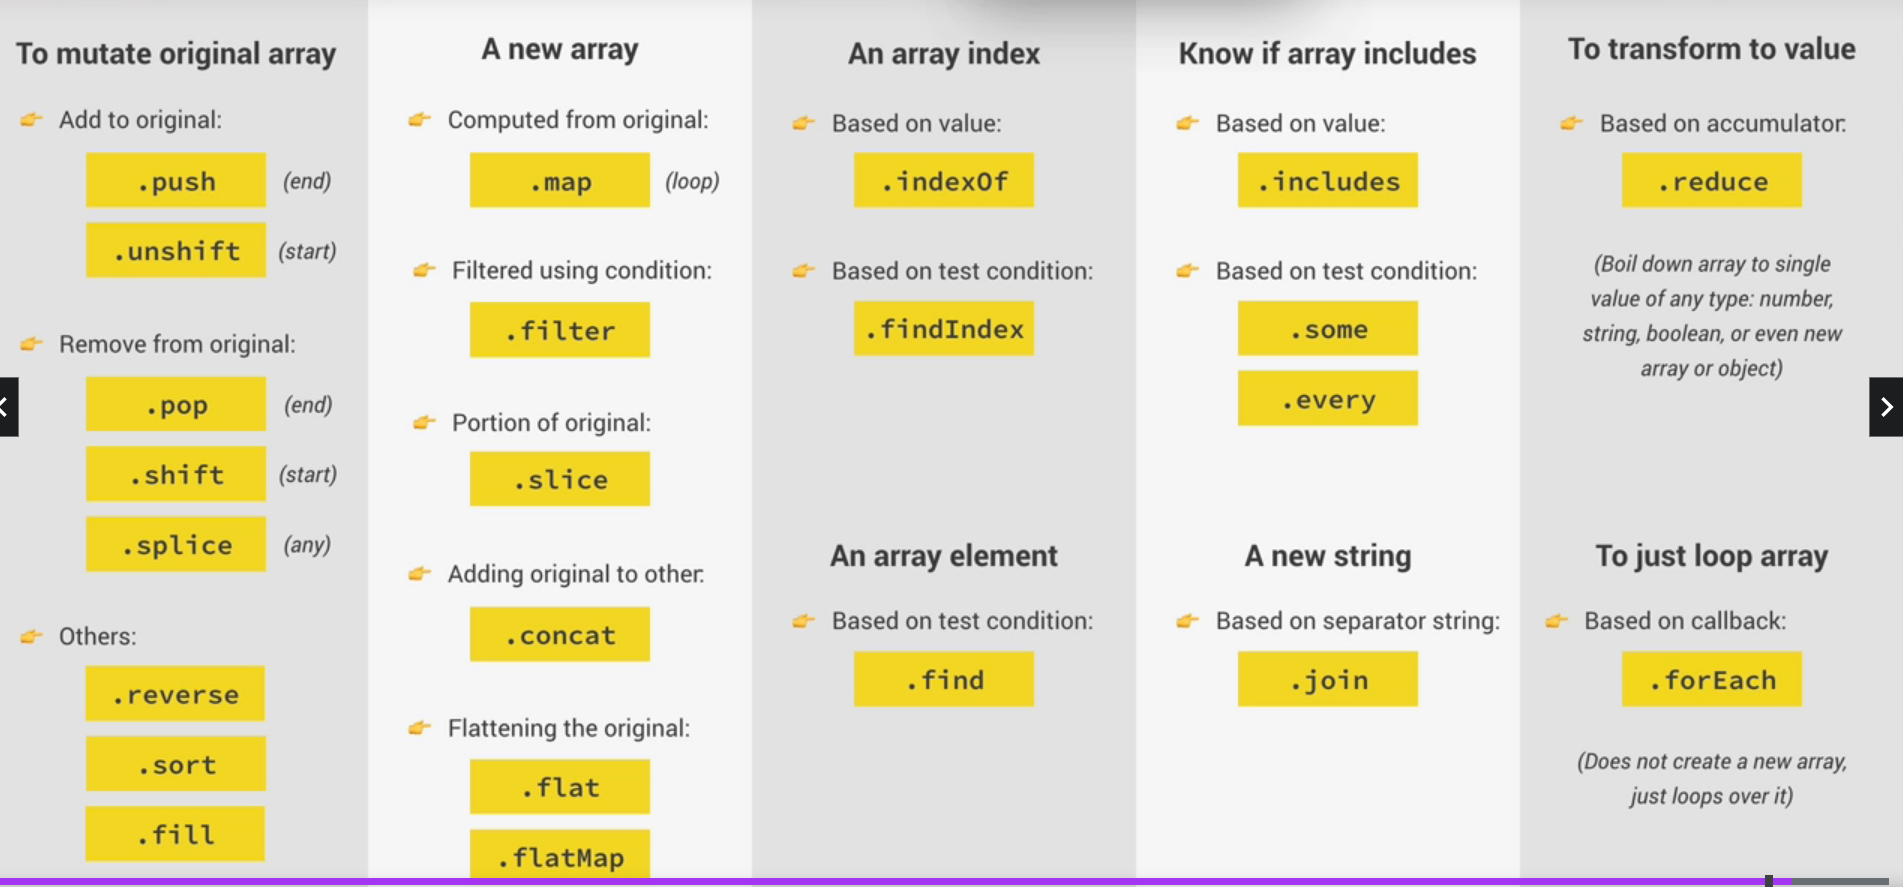 To mutate original array
Add to original:
.push (end)
.unshift (start)
Remove from original:
.pop (end)
.shift (start)
.splice (any)
Others:
.reverse
.sort
.fill
A new array
Computed from original:
.map (loop)
Filtered using condition:
.filter
Portion of original:
.slice
Adding original to other:
.concat
Flattening the original:
.flat
.flatMap
An array index
Based on value:
.indexOf
Based on test condition:
.findIndex
An array element
Based on test condition:
.find
Know if array includes
Based on value:
.includes
Based on test condition:
.some
.every
A new string
Based on separator string:
.join
To transform to value
Based on accumulator:
.reduce
(Boil down array to single
value of any type: number,
string, boolean, or even new
array or object)
To just loop array
Based on callback:
.forEach
(Does not create a new array,
just loops over it)